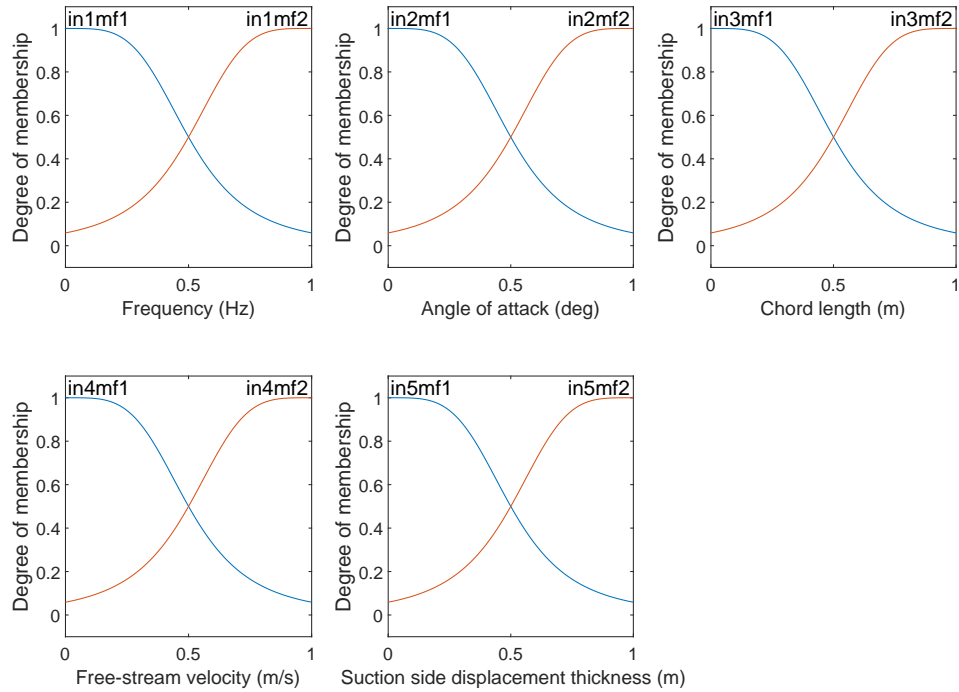 in1mf1 in1mf2
1
0.8
0.6
0.4
0.2
0
Degree of membership
0 0.5 1
Frequency (Hz)
in2mf1 in2mf2
1
0.8
0.6
0.4
0.2
0
Degree of membership
0 0.5 1
Angle of attack (deg)
in3mf1 in3mf2
1
0.8
0.6
0.4
0.2
0
Degree of membership
0 0.5 1
Chord length (m)
in4mf1 in4mf2
1
0.8
0.6
0.4
0.2
0
Degree of membership
0 0.5 1
Free-stream velocity (m/s)
in5mf1 in5mf2
1
0.8
0.6
0.4
0.2
0
Degree of membership
0 0.5 1
Suction side displacement thickness (m)